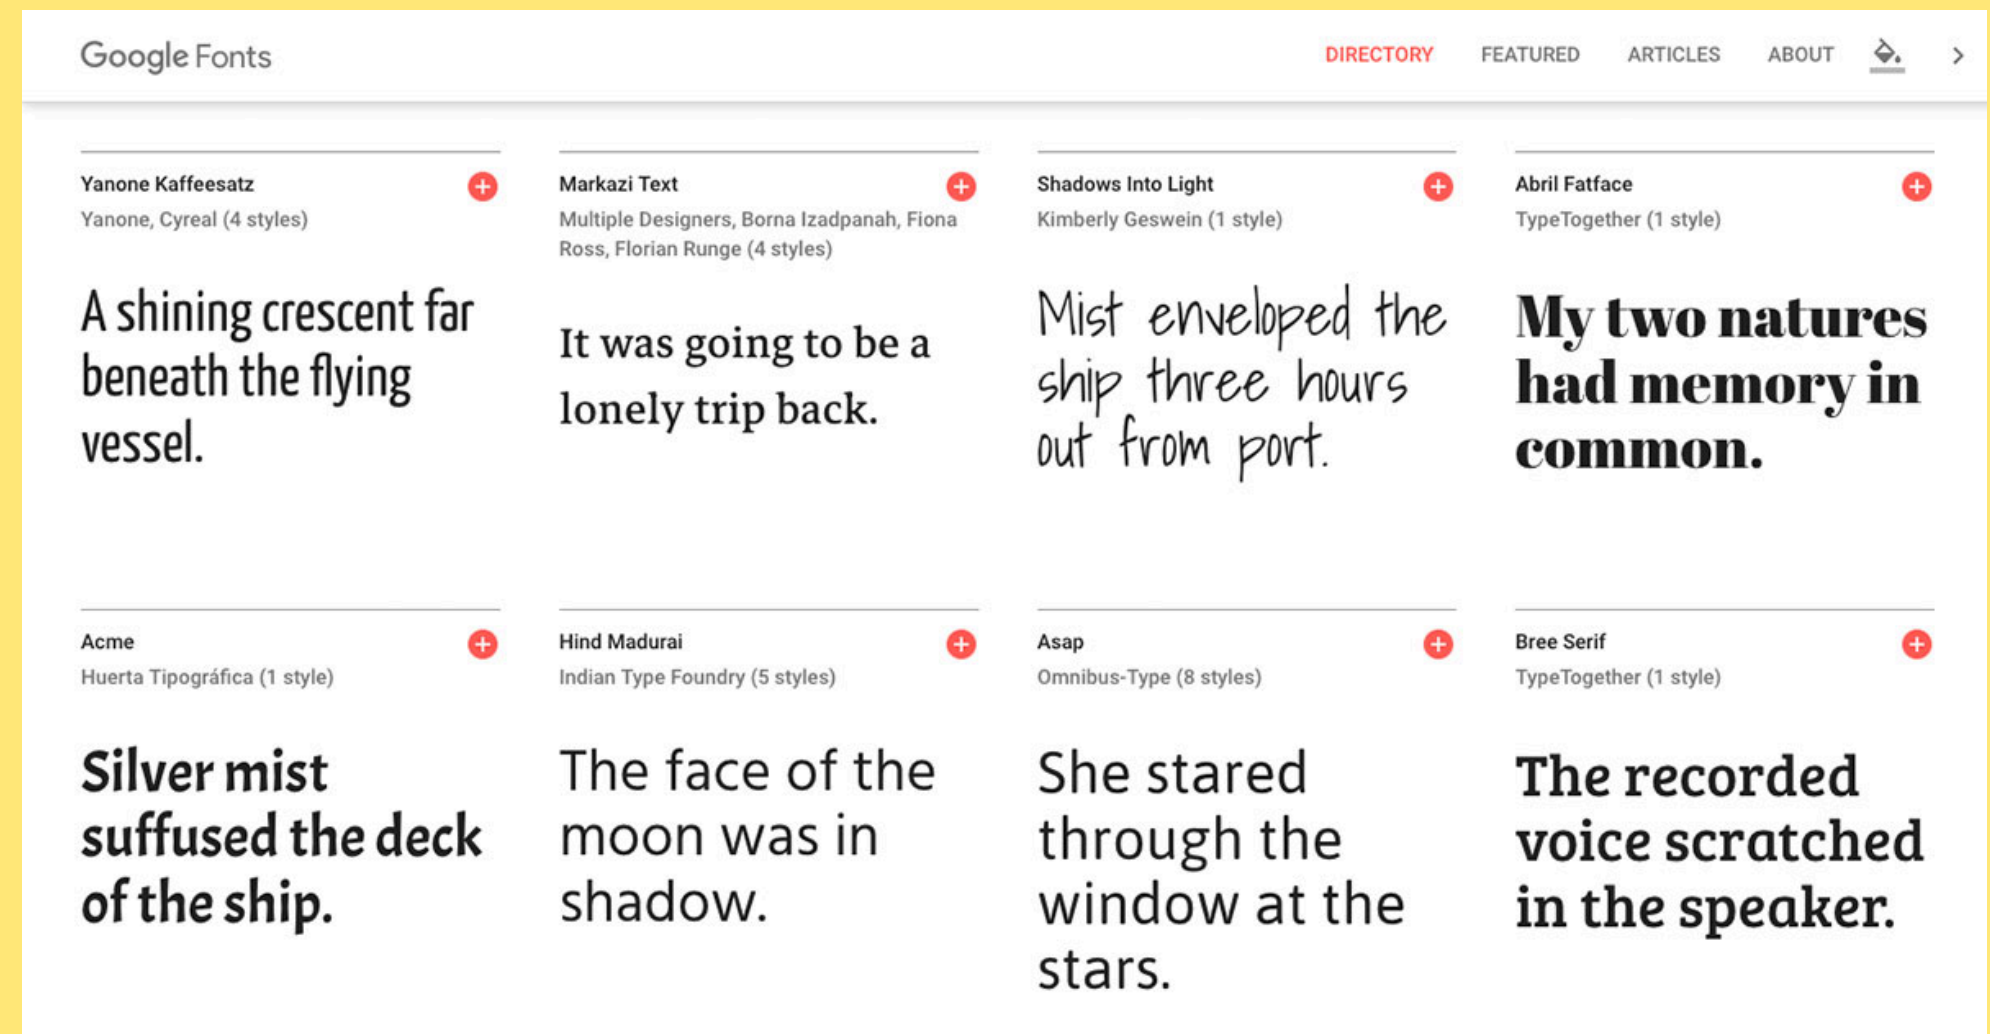 Google Fonts
DIRECTORY
FEATURED
ARTICLES
ABOUT
Yanone Kaffeesatz
Yanone, Cyreal (4 styles)
A shining crescent far
beneath the flying
vessel.
Markazi Text
Multiple Designers, Borna Izadpanah, Fiona
Ross, Florian Runge (4 styles)
It was going to be a
lonely trip back.
Shadows Into Light
Kimberly Geswein (1 style)
Mist enveloped the
ship three hours
out from port.
Abril Fatface
TypeTogether (1 style)
My two natures
had memory in
common.
Acme
Huerta Tipográfica (1 style)
Silver mist
suffused the deck
of the ship.
Hind Madurai
Indian Type Foundry (5 styles)
The face of the
moon was in
shadow.
Asap
Omnibus-Type (8 styles)
She stared
through the
window at the
stars.
Bree Serif
TypeTogether (1 style)
The recorded
voice scratched
in the speaker.